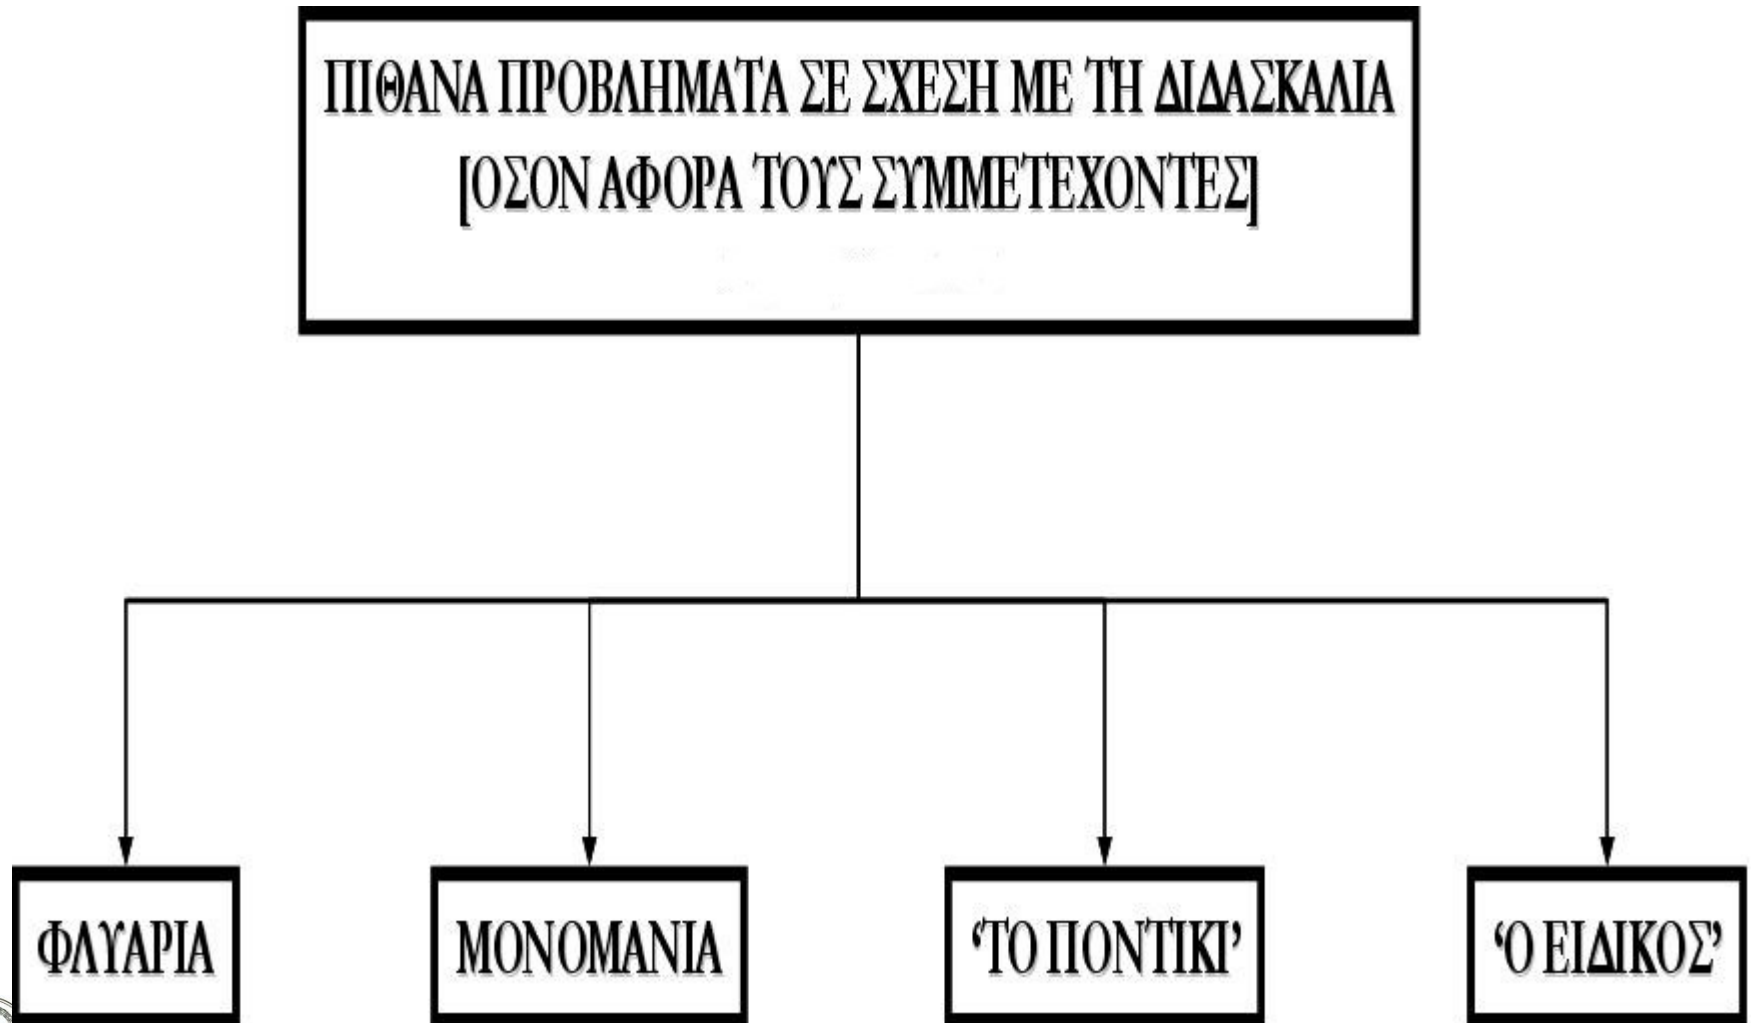 ΠΙΘΑΝΑ ΠΡΟΒΛΗΜΑΤΑ ΣΕ ΣΧΕΣΗ ΜΕ ΤΗ ΔΙΔΑΣΚΑΛΙΑ
[ΟΣΟΝ ΑΦΟΡΑ ΤΟΥΣ ΣΥΜΜΕΤΕΧΟΝΤΕΣ]
ΦΛΥΑΡΙΑ
ΜΟΝΟΜΑΝΙΑ
‘ΤΟ ΠΟΝΤΙΚΙ’
‘Ο ΕΙΔΙΚΟΣ’